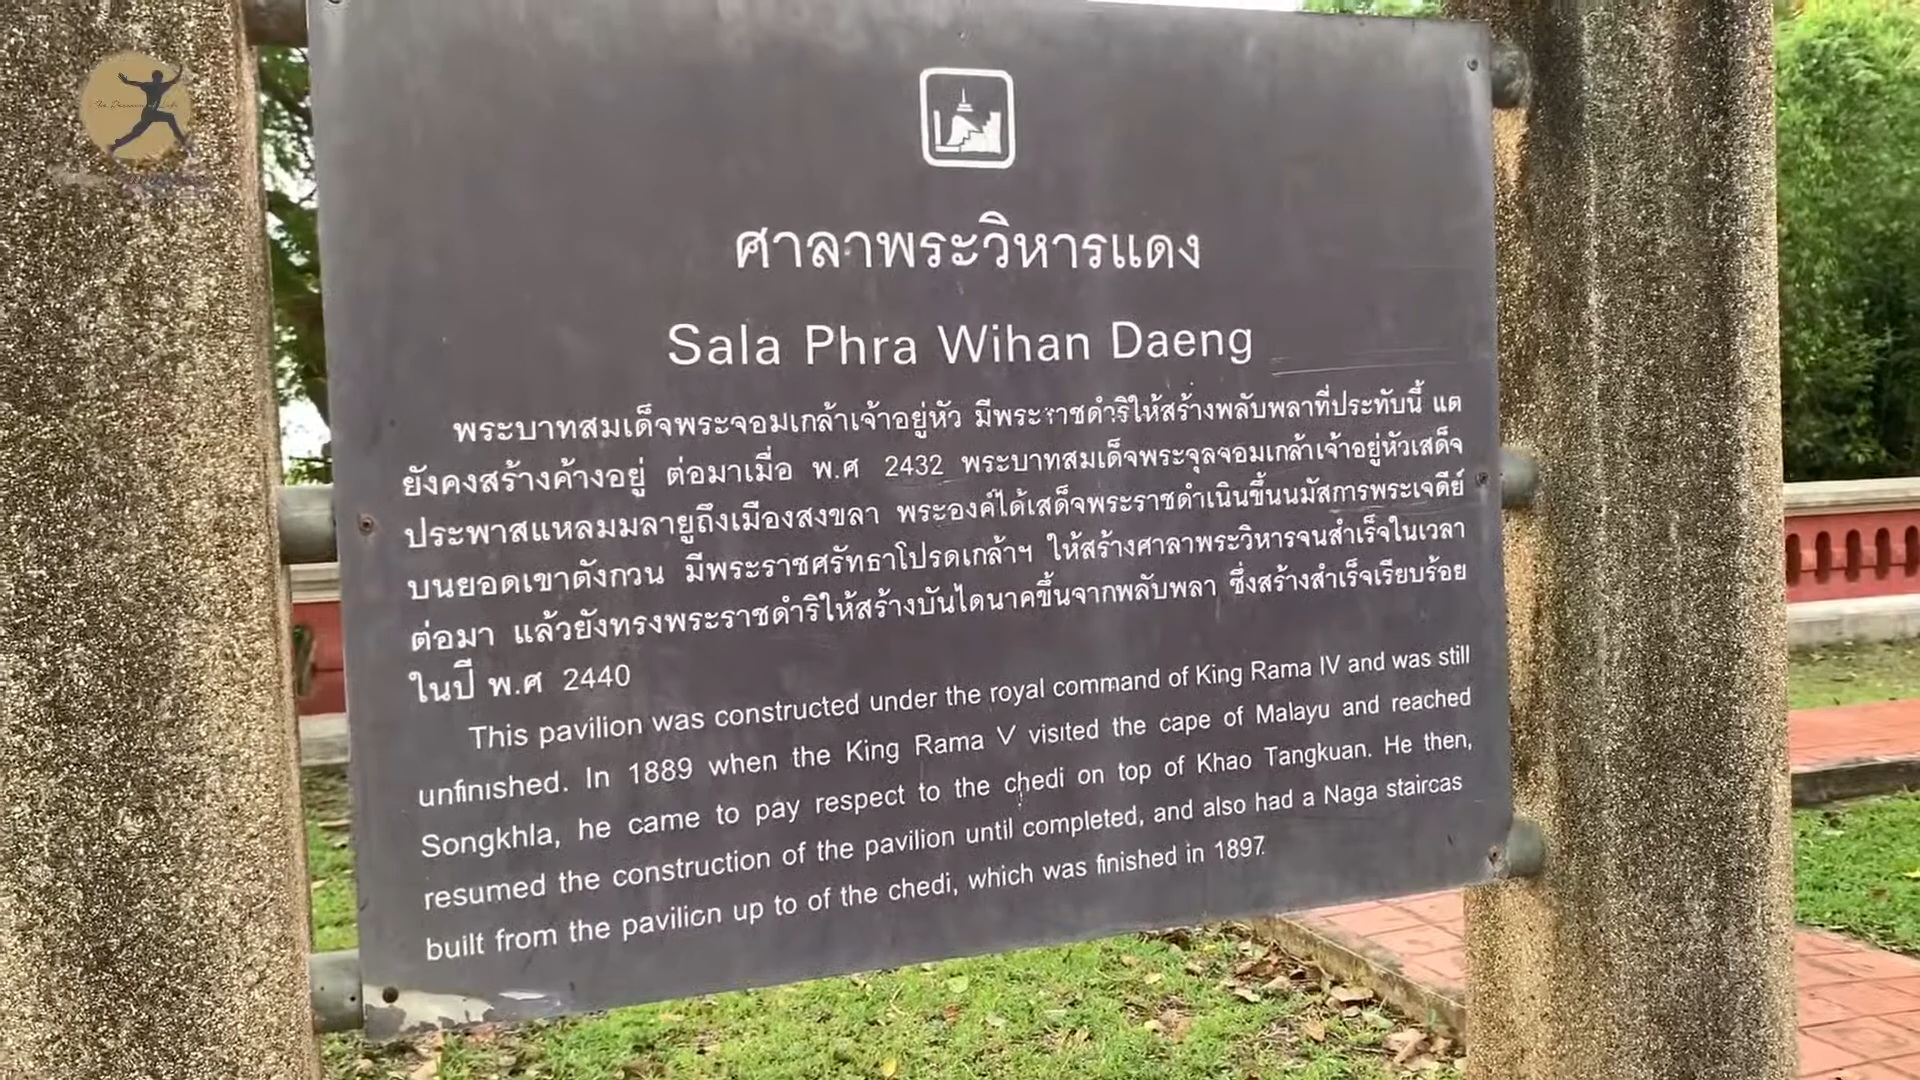 ศาลาพระวิหารแดง
Sala Phra Wihan Daeng
พระบาทสมเด็จพระจอมเกล้าเจ้าอยู่หัว มีพระราชดำริให้สร้างพลับพลาที่ประทับนี้ แต
ยังคงสร้างค้างอยู่ ต่อมาเมื่อ พ.ศ 2432 พระบาทสมเด็จพระจุลจอมเกล้าเจ้าอยู่หัวเสด็จ
ประพาสแหลมมลายูถึงเมืองสงขลา พระองค์ได้เสด็จพระราชดำเนินขึ้นนมัสการพระเจดีย์
บนยอดเขาตังกวน มีพระราชศรัทธาโปรดเกล้าฯ ให้สร้างศาลาพระวิหารจนสำเร็จในเวลา
ต่อมา แล้วยังทรงพระราชดำริให้สร้างบันไดนาคขึ้นจากพลับพลา ซึ่งสร้างสำเร็จเรียบร้อย
ในปี พ.ศ 2440
This pavilion was constructed under the royal command of King Rama IV and was still
unfinished. In 1889 when the King Rama V visited the cape of Malayu and reached
Songkhla, he came to pay respect to the chedi on top of Khao Tangkuan. He then,
resumed the construction of the pavilion until completed, and also had a Naga staircas
built from the pavilion up to of the chedi, which was finished in 1897.